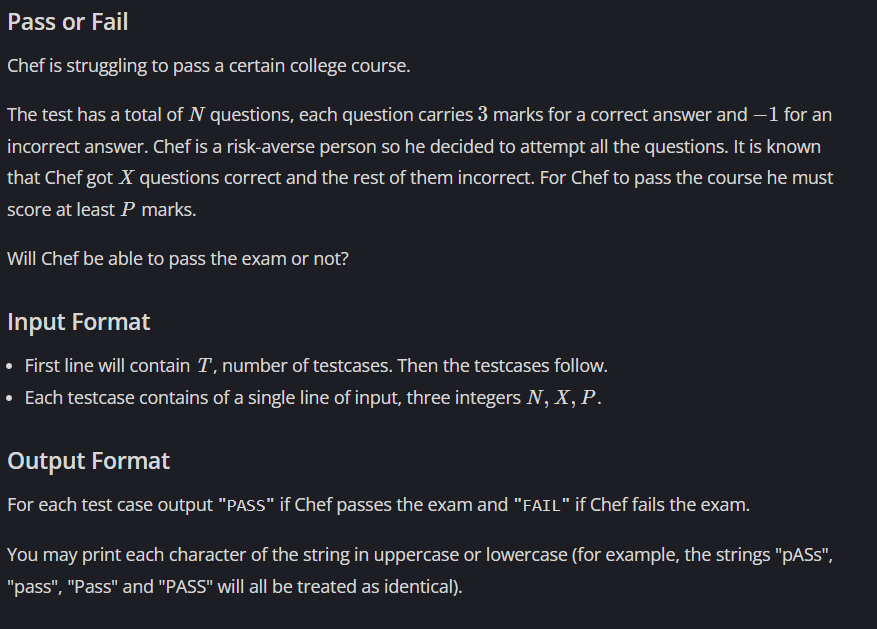 Pass or Fail
Chef is struggling to pass a certain college course.
The test has a total of N questions, each question carries 3 marks for a correct answer and −1 for an
incorrect answer. Chef is a risk-averse person so he decided to attempt all the questions. It is known
that Chef got X questions correct and the rest of them incorrect. For Chef to pass the course he must
score at least P marks.
Will Chef be able to pass the exam or not?
Input Format
• First line will contain T, number of testcases. Then the testcases follow.
• Each testcase contains of a single line of input, three integers N, X, P.
Output Format
For each test case output "PASS" if Chef passes the exam and "FAIL" if Chef fails the exam.
You may print each character of the string in uppercase or lowercase (for example, the strings "pASs",
"pass", "Pass" and "PASS" will all be treated as identical).